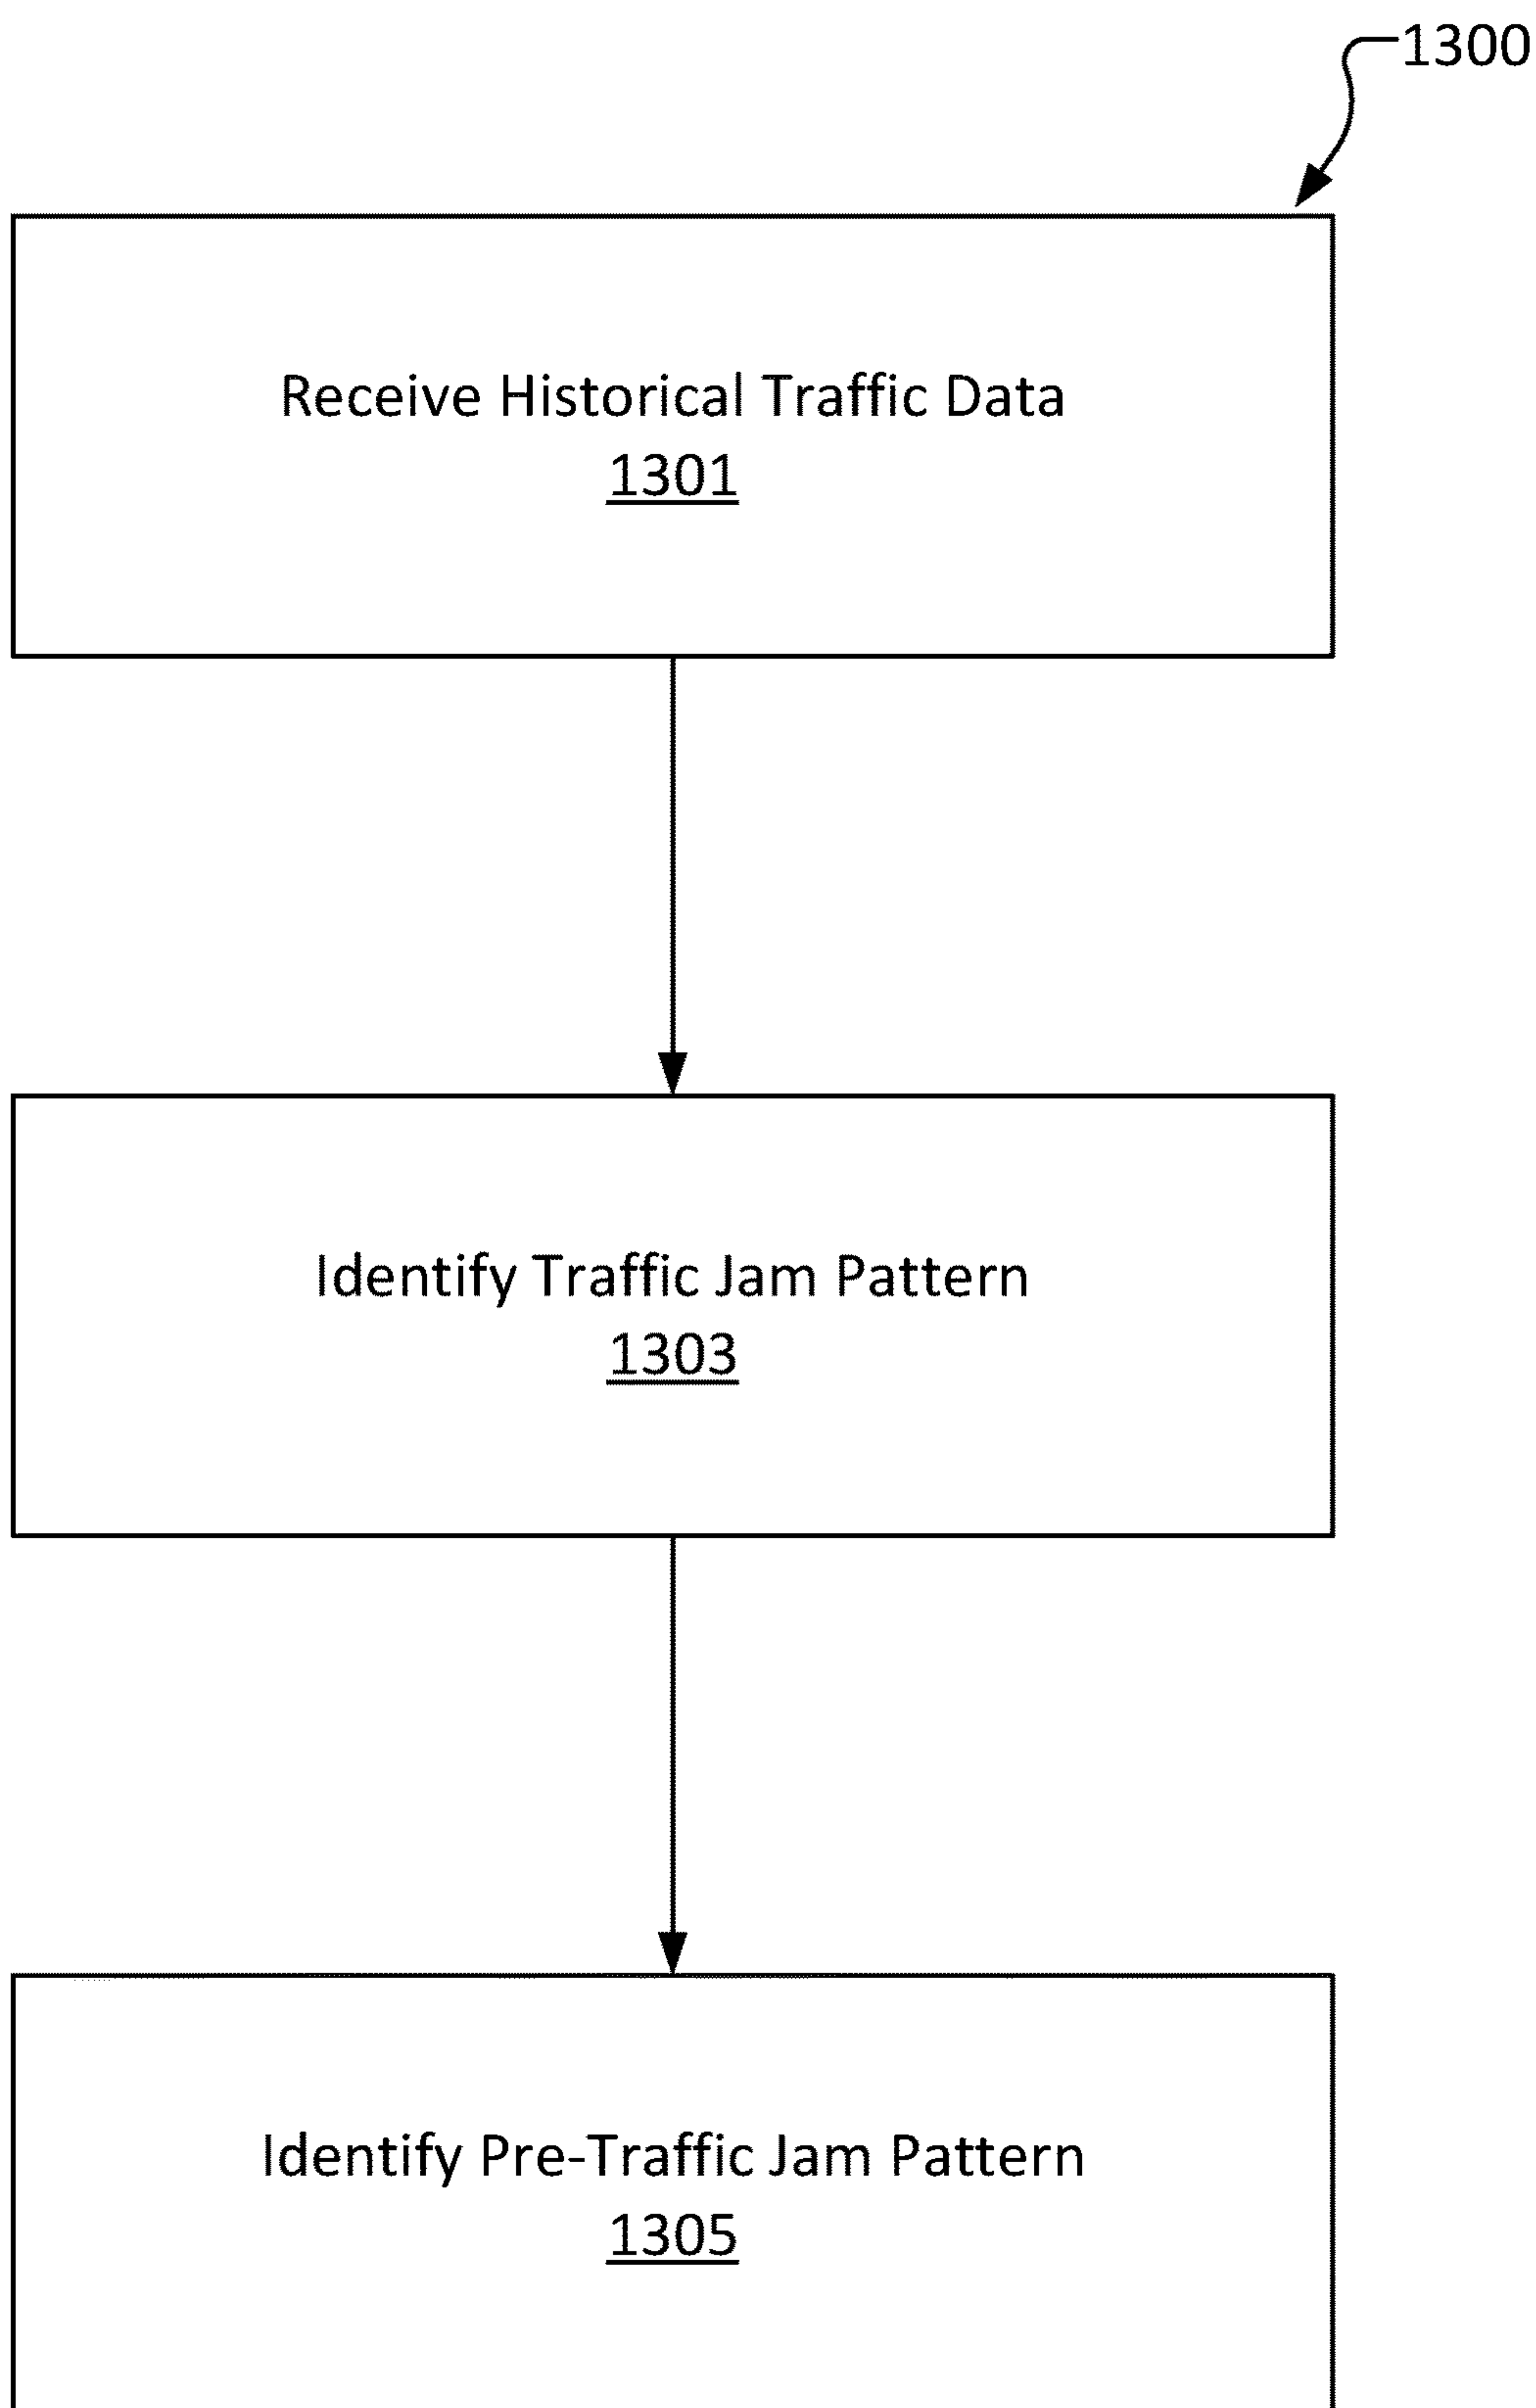 1300
Receive Historical Traffic Data
1301
Identify Traffic Jam Pattern
1303
Identify Pre-Traffic Jam Pattern
1305